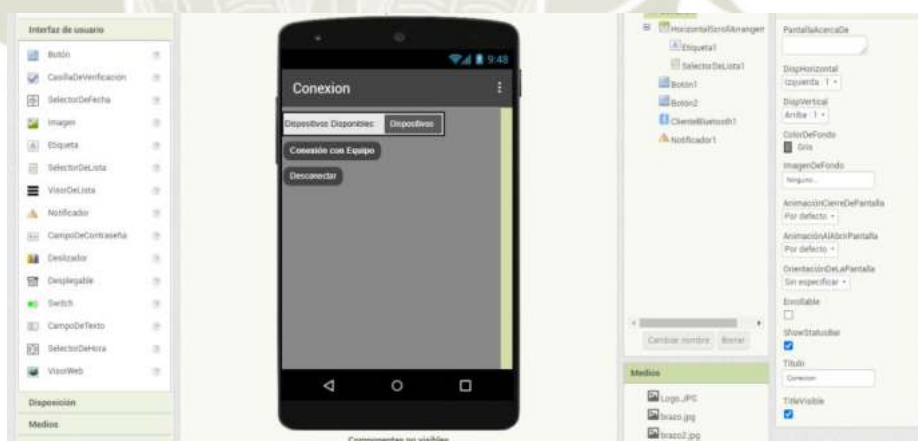 Interfaz de usuario
Botón
CasillaDeVerificación
SelectorDeFecha
Imagen
Etiqueta
SelectorDeLista
VisorDeLista
Notificador
CampoDeContraseña
Deslizador
Desplegable
Switch
CampoDeTexto
SelectorDeHora
VisorWeb
Disposición
Medios
9:48
Conexion
Dispositivos Disponibles:
Dispositivos
Conexión con Equipo
Desconectar
Componentes no visibles
HorizontalScrollArrangem
Etiqueta1
SelectorDeLista1
Botón1
Botón2
ClienteBluetooth1
Notificador1
Cambiar nombre
Borrar
Medios
Logo.JPG
brazo.jpg
brazo2.jpg
PantallaAcercaDe
DispHorizontal
Izquierda : 1
DispVertical
Arriba : 1
ColorDeFondo
Gris
ImagenDeFondo
Ninguno...
AnimaciónCierreDePantalla
Por defecto
AnimaciónAlAbrirPantalla
Por defecto
OrientaciónDeLaPantalla
Sin especificar
Enrollable
ShowStatusBar
Título
Conexion
TitleVisible